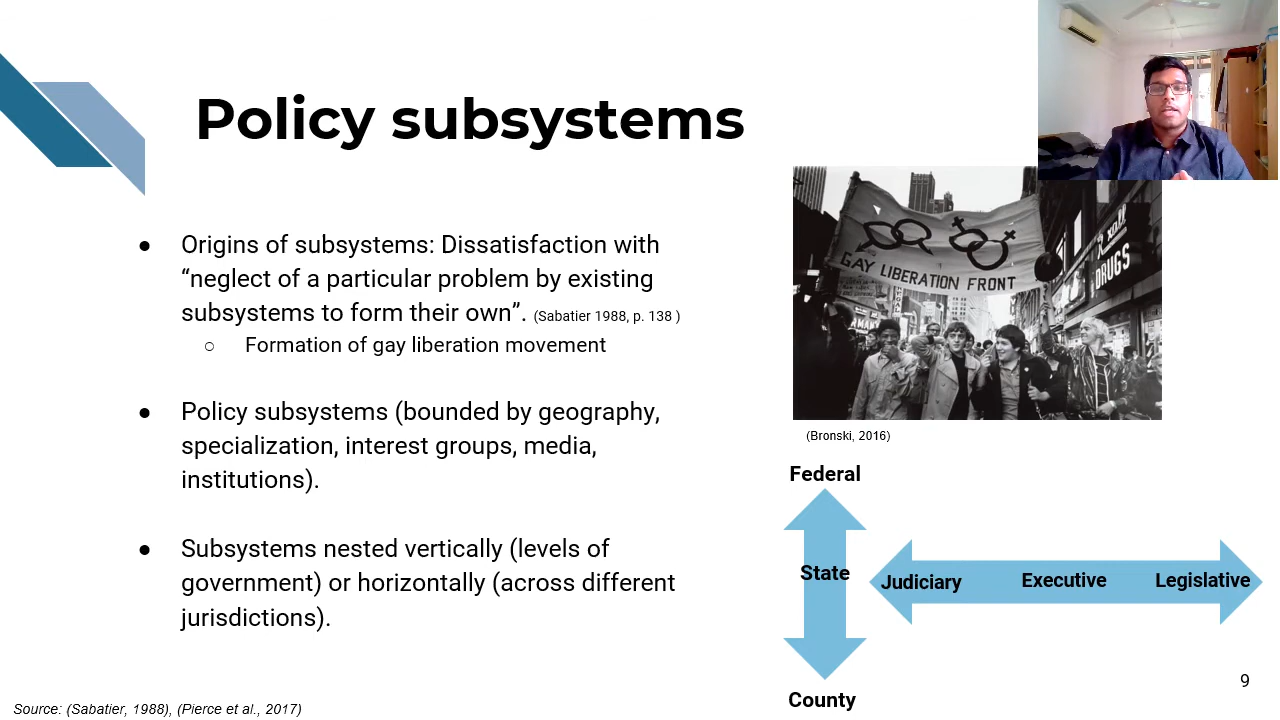 Policy subsystems
● Origins of subsystems: Dissatisfaction with
“neglect of a particular problem by existing
subsystems to form their own”. (Sabatier 1988, p. 138 )
○ Formation of gay liberation movement
● Policy subsystems (bounded by geography,
specialization, interest groups, media,
institutions).
● Subsystems nested vertically (levels of
government) or horizontally (across different
jurisdictions).
GAY LIBERATION FRONT
DRUGS
(Bronski, 2016)
Federal
State
Judiciary
Executive
Legislative
County
9
Source: (Sabatier, 1988), (Pierce et al., 2017)